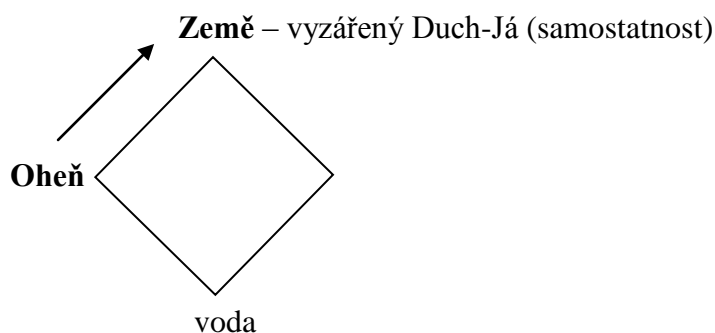 Země – vyzářený Duch-Já (samostatnost)
Oheň
voda